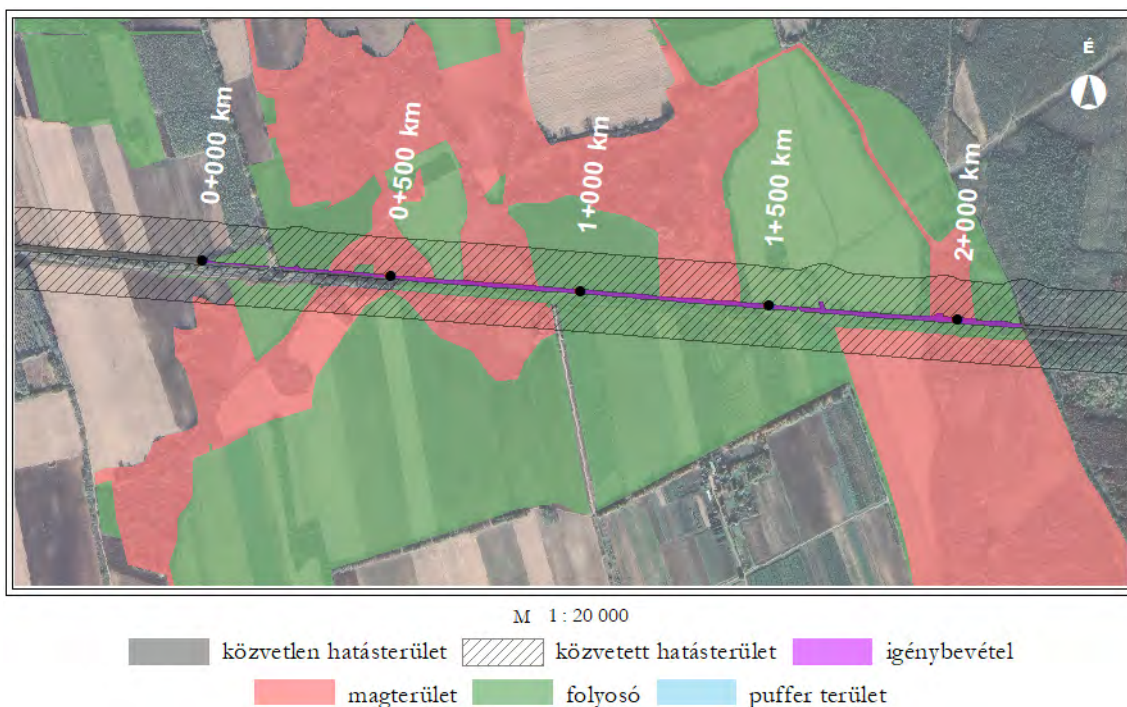 É
0+000 km
0+500 km
1+000 km
1+500 km
2+000 km
M 1 : 20 000
közvetlen hatásterület közvetett hatásterület igénybevétel
magterület folyosó puffer terület